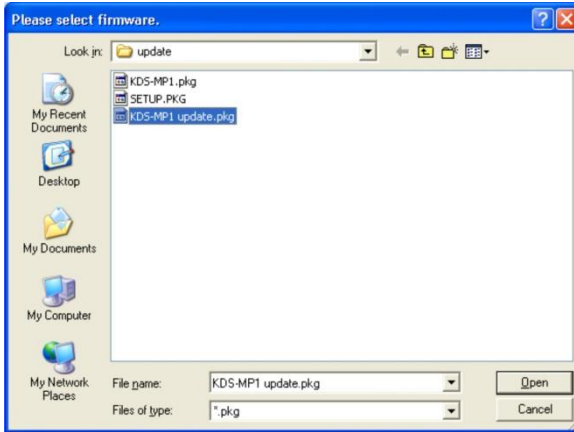 Please select firmware.
Look in: update
KDS-MP1.pkg
SETUP.PKG
KDS-MP1 update.pkg
My Recent
Documents
Desktop
My Documents
My Computer
My Network
Places
File name: KDS-MP1 update.pkg Open
Files of type: *.pkg Cancel